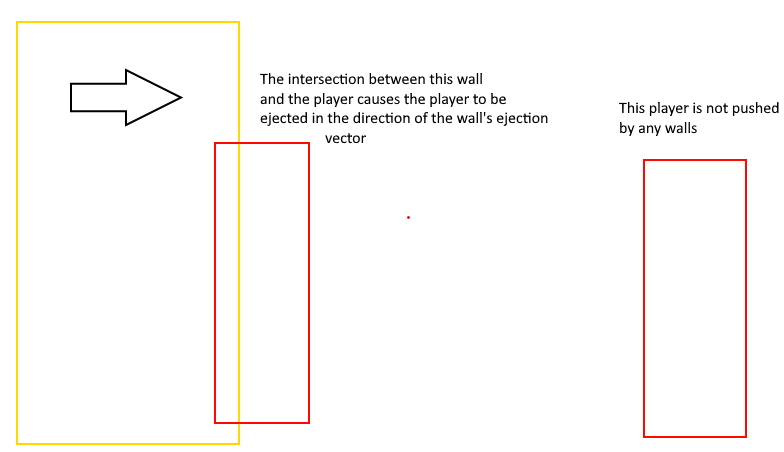 The intersection between this wall
and the player causes the player to be
ejected in the direction of the wall's ejection
vector
This player is not pushed
by any walls